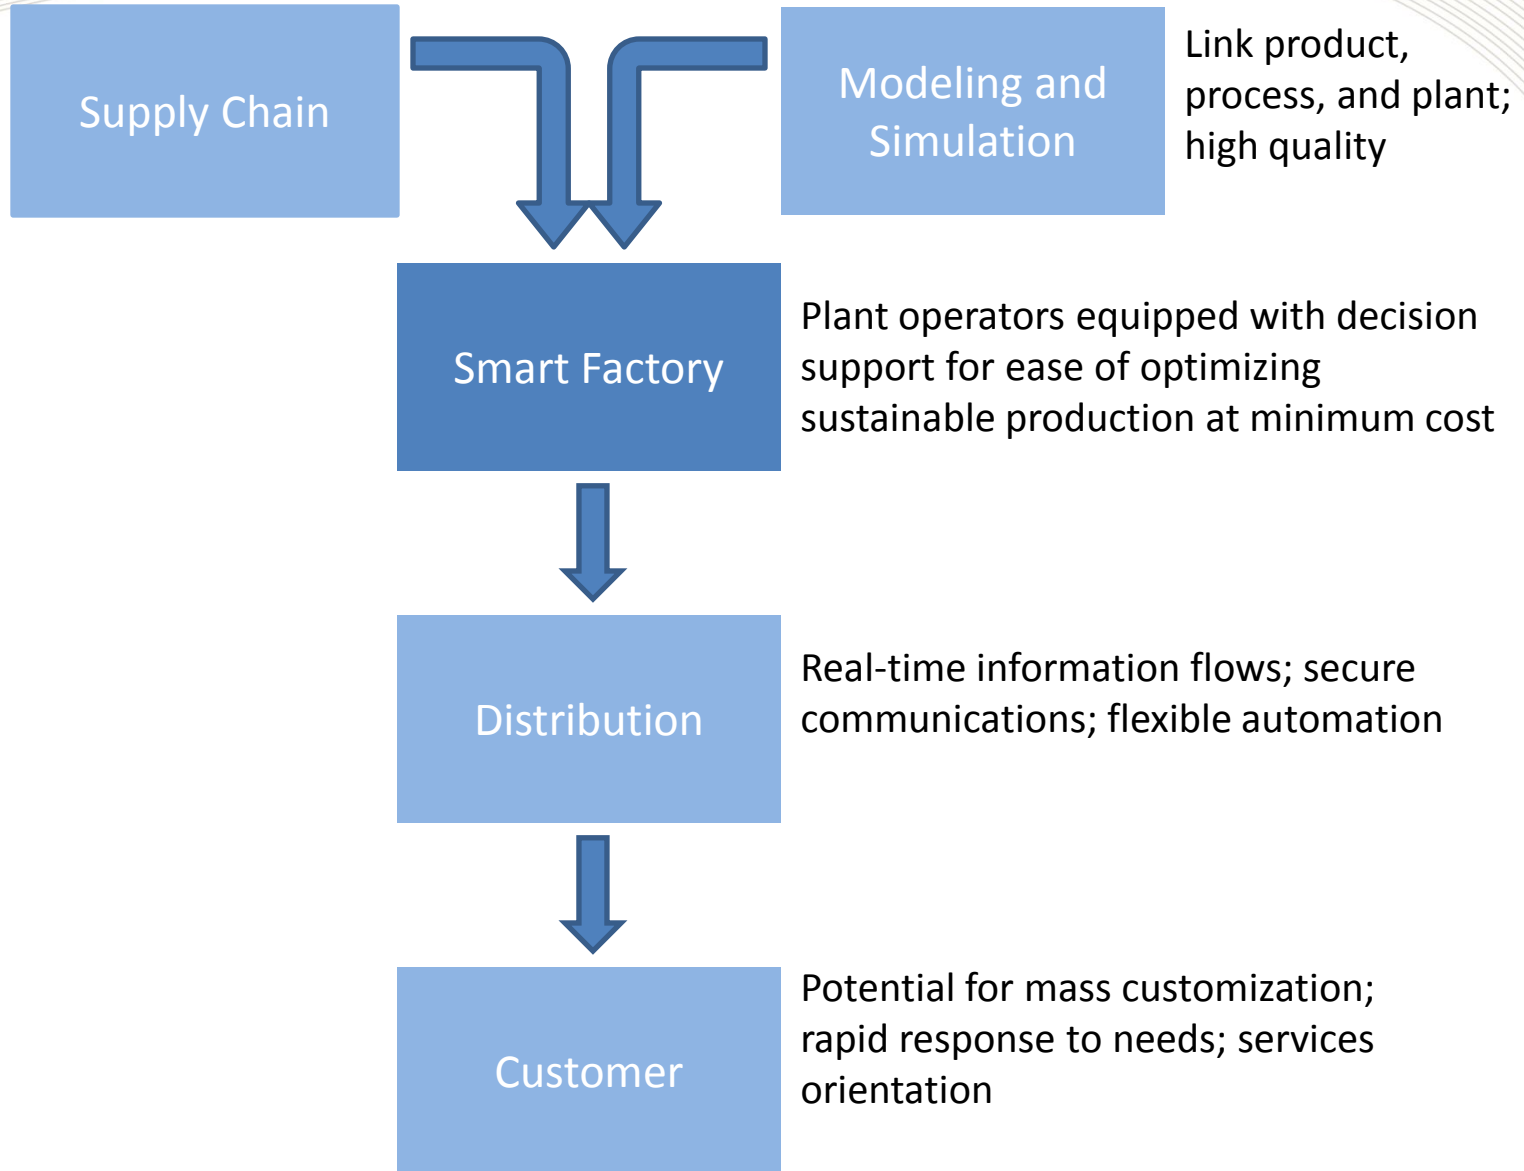 Supply Chain
Modeling and
Simulation
Link product,
process, and plant;
high quality
Smart Factory
Plant operators equipped with decision
support for ease of optimizing
sustainable production at minimum cost
Distribution
Real-time information flows; secure
communications; flexible automation
Customer
Potential for mass customization;
rapid response to needs; services
orientation